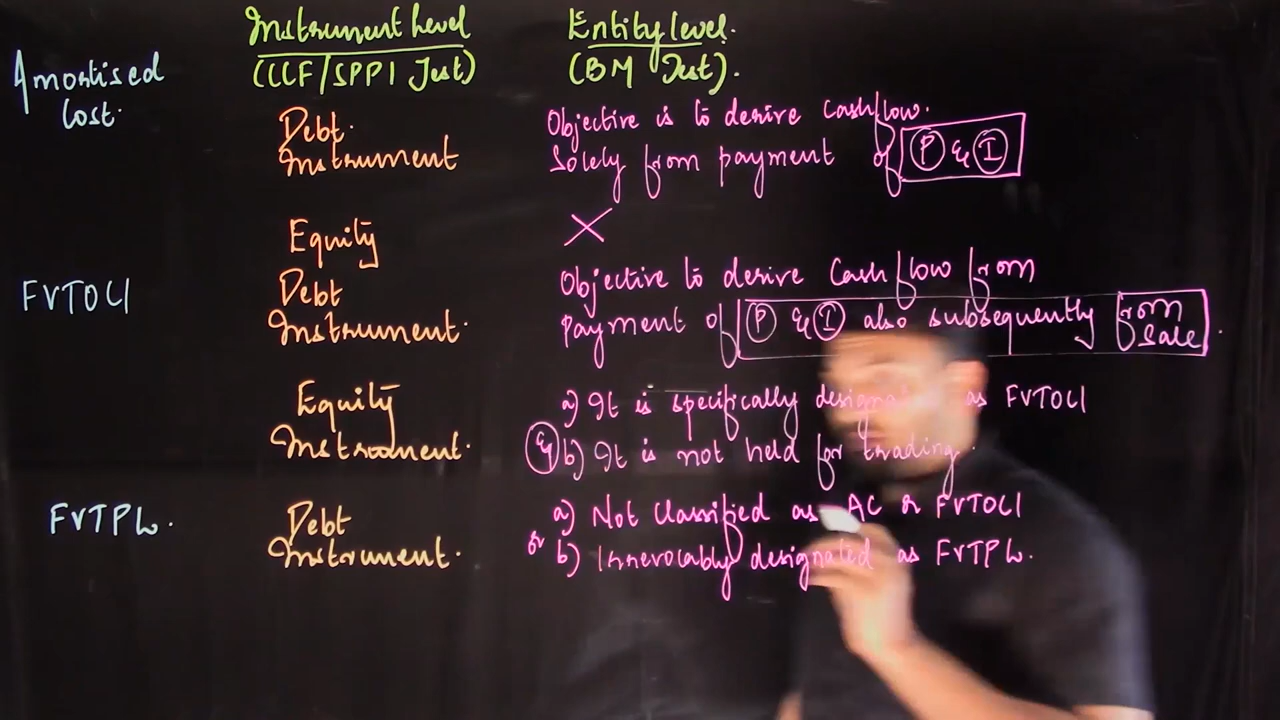 Instrument Level
(CCF/SPPI Test)
Entity level.
(BM Test).
Amortised
Cost.
Debt.
Instrument
Objective is to derive cashflow.
Solely from payment of P & I
Equity
X
FVTOCI
Debt
Instrument.
Objective to derive Cash flow from
payment of P & I also subsequently from
Sale.
Equity
Instrument.
a) It is specifically designated as FVTOCI
& b) It is not held for trading.
FVTPL.
Debt
Instrument.
a) Not Classified as AC or FVTOCI
or b) Irrevocably designated as FVTPL.